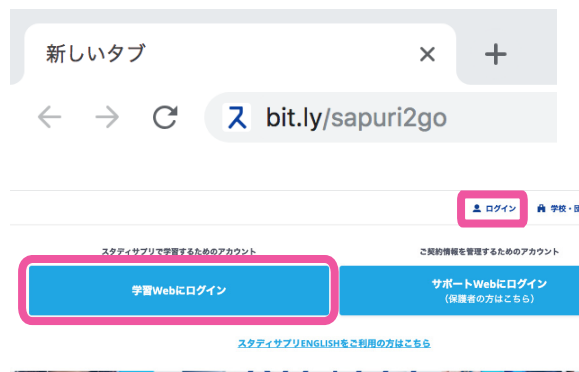 新しいタブ
bit.ly/sapuri2go
ログイン
学校・団
スタディサプリで学習するためのアカウント
ご契約情報を管理するためのアカウント
学習Webにログイン
サポートWebにログイン
(保護者の方はこちら)
スタディサプリENGLISHをご利用の方はこちら